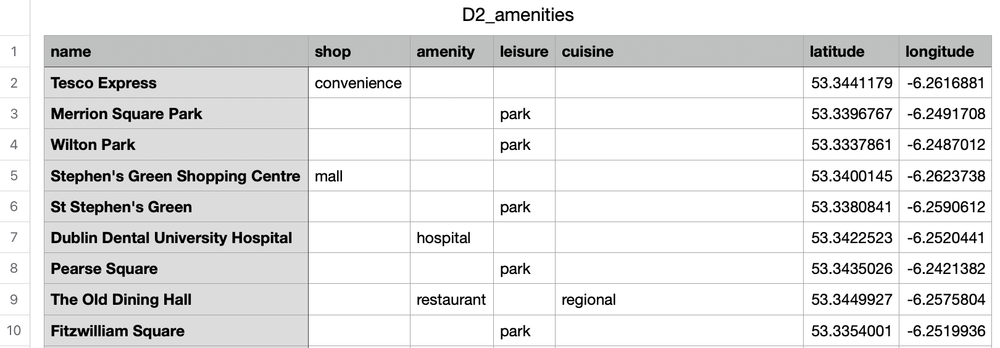 D2_amenities
1 name shop amenity leisure cuisine latitude longitude
2 Tesco Express convenience 53.3441179 -6.2616881
3 Merrion Square Park park 53.3396767 -6.2491708
4 Wilton Park park 53.3337861 -6.2487012
5 Stephen's Green Shopping Centre mall 53.3400145 -6.2623738
6 St Stephen's Green park 53.3380841 -6.2590612
7 Dublin Dental University Hospital hospital 53.3422523 -6.2520441
8 Pearse Square park 53.3435026 -6.2421382
9 The Old Dining Hall restaurant regional 53.3449927 -6.2575804
10 Fitzwilliam Square park 53.3354001 -6.2519936